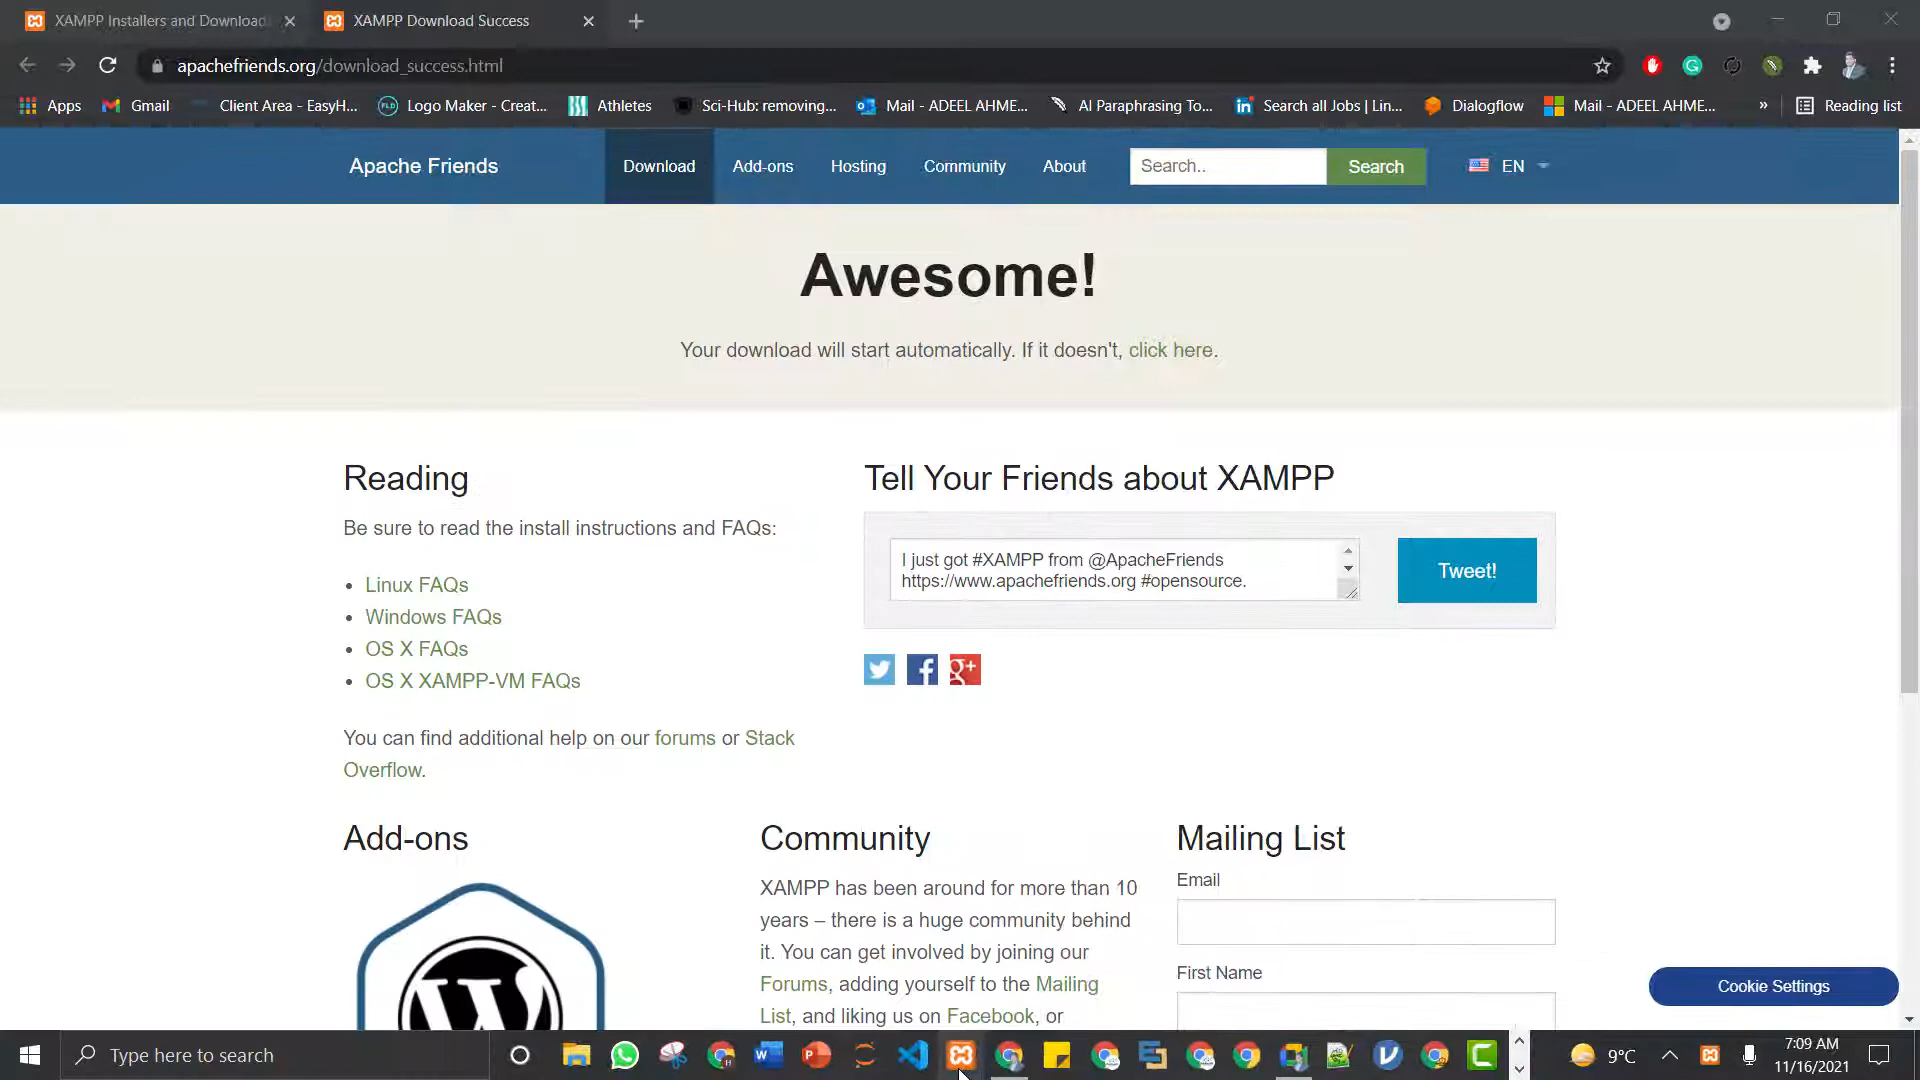 XAMPP Installers and Download
XAMPP Download Success
apachefriends.org/download_success.html
Apps
Gmail
Client Area - EasyH...
Logo Maker - Creat...
Athletes
Sci-Hub: removing...
Mail - ADEEL AHME...
AI Paraphrasing To...
Search all Jobs | Lin...
Dialogflow
Mail - ADEEL AHME...
»
Reading list
Apache Friends
Download
Add-ons
Hosting
Community
About
Search..
Search
EN
Awesome!
Your download will start automatically. If it doesn't, click here.
Reading
Be sure to read the install instructions and FAQs:
• Linux FAQs
• Windows FAQs
• OS X FAQs
• OS X XAMPP-VM FAQs
You can find additional help on our forums or Stack
Overflow.
Tell Your Friends about XAMPP
I just got #XAMPP from @ApacheFriends
https://www.apachefriends.org #opensource.
Tweet!
Add-ons
Community
XAMPP has been around for more than 10
years – there is a huge community behind
it. You can get involved by joining our
Forums, adding yourself to the Mailing
List, and liking us on Facebook, or
Mailing List
Email
First Name
Cookie Settings
Type here to search
9°C
7:09 AM
11/16/2021